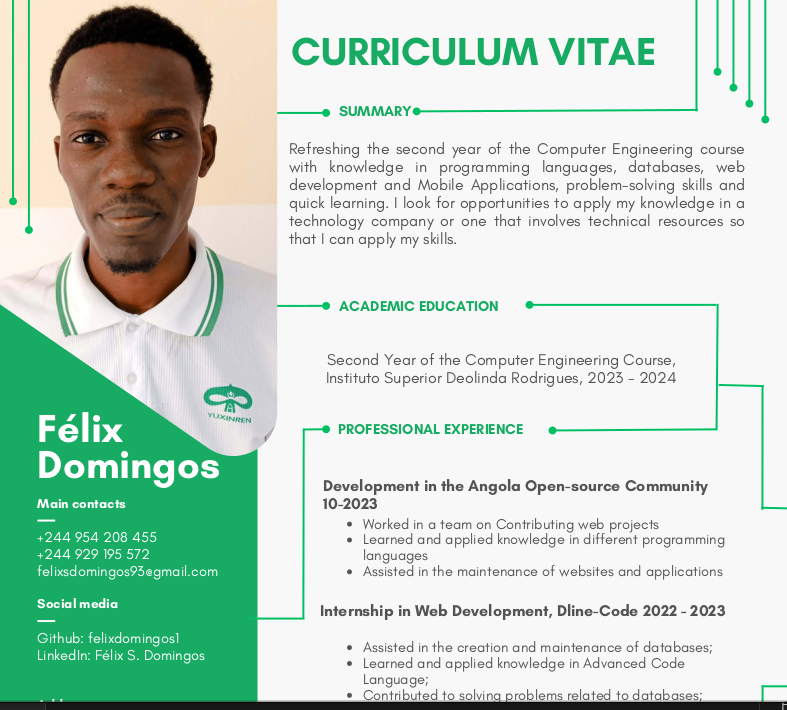 CURRICULUM VITAE
SUMMARY
Refreshing the second year of the Computer Engineering course
with knowledge in programming languages, databases, web
development and Mobile Applications, problem-solving skills and
quick learning. I look for opportunities to apply my knowledge in a
technology company or one that involves technical resources so
that I can apply my skills.
ACADEMIC EDUCATION
Second Year of the Computer Engineering Course,
Instituto Superior Deolinda Rodrigues, 2023 - 2024
PROFESSIONAL EXPERIENCE
Development in the Angola Open-source Community
10-2023
• Worked in a team on Contributing web projects
• Learned and applied knowledge in different programming
languages
• Assisted in the maintenance of websites and applications
Internship in Web Development, Dline-Code 2022 - 2023
• Assisted in the creation and maintenance of databases;
• Learned and applied knowledge in Advanced Code
Language;
• Contributed to solving problems related to databases;
YUXINREN
Félix
Domingos
Main contacts
+244 954 208 455
+244 929 195 572
felixsdomingos93@gmail.com
Social media
Github: felixdomingos1
LinkedIn: Félix S. Domingos